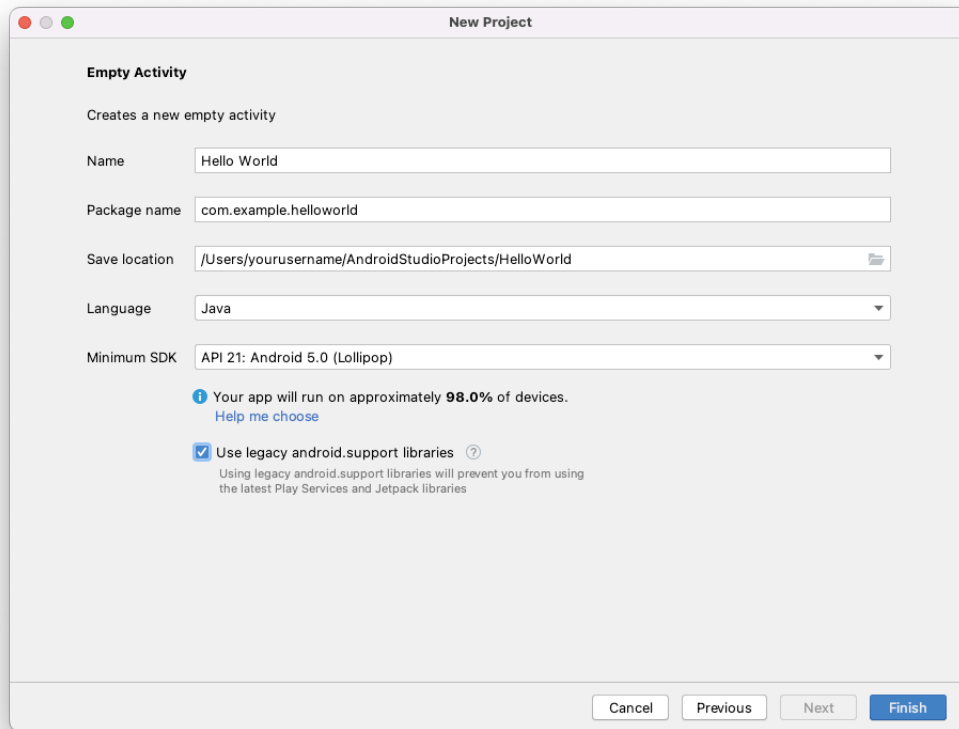 New Project
Empty Activity
Creates a new empty activity
Name Hello World
Package name com.example.helloworld
Save location /Users/yourusername/AndroidStudioProjects/HelloWorld
Language Java
Minimum SDK API 21: Android 5.0 (Lollipop)
i Your app will run on approximately 98.0% of devices.
Help me choose
Use legacy android.support libraries ?
Using legacy android.support libraries will prevent you from using
the latest Play Services and Jetpack libraries
Cancel Previous Next Finish